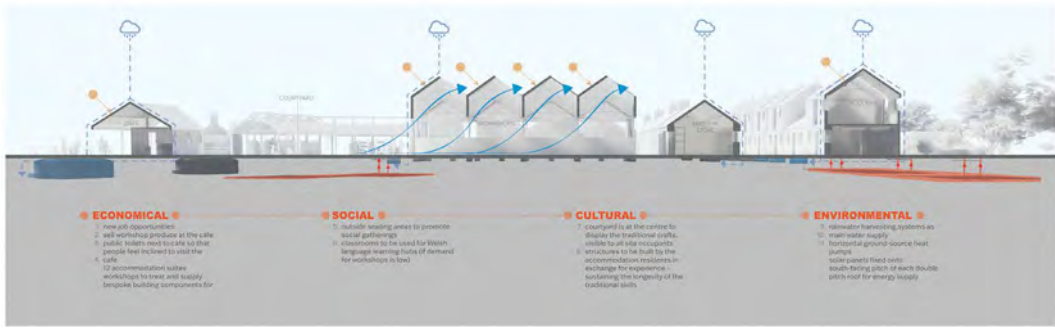 COURTYARD
CAFE
WORKSHOPS
ECONOMICAL
1. new job opportunities
2. sell workshop produce at the cafe
3. public toilets next to cafe so that
people feel inclined to visit the
cafe
4.
12 accommodation suites
workshops to treat and supply
bespoke building components for
SOCIAL
5. outside seating areas to promote
social gatherings
6. classrooms to be used for Welsh
language learning hubs (if demand
for workshops is low)
CULTURAL
7. courtyard is at the centre to
display the traditional crafts,
visible to all site occupants
8. structures to be built by the
accommodation residents in
exchange for experience -
sustaining the longevity of the
traditional skills
ENVIRONMENTAL
9. rainwater harvesting systems as
10. main water supply
horizontal ground source heat
pumps
solar panels fixed onto
south-facing pitch of each double
pitch roof for energy supply